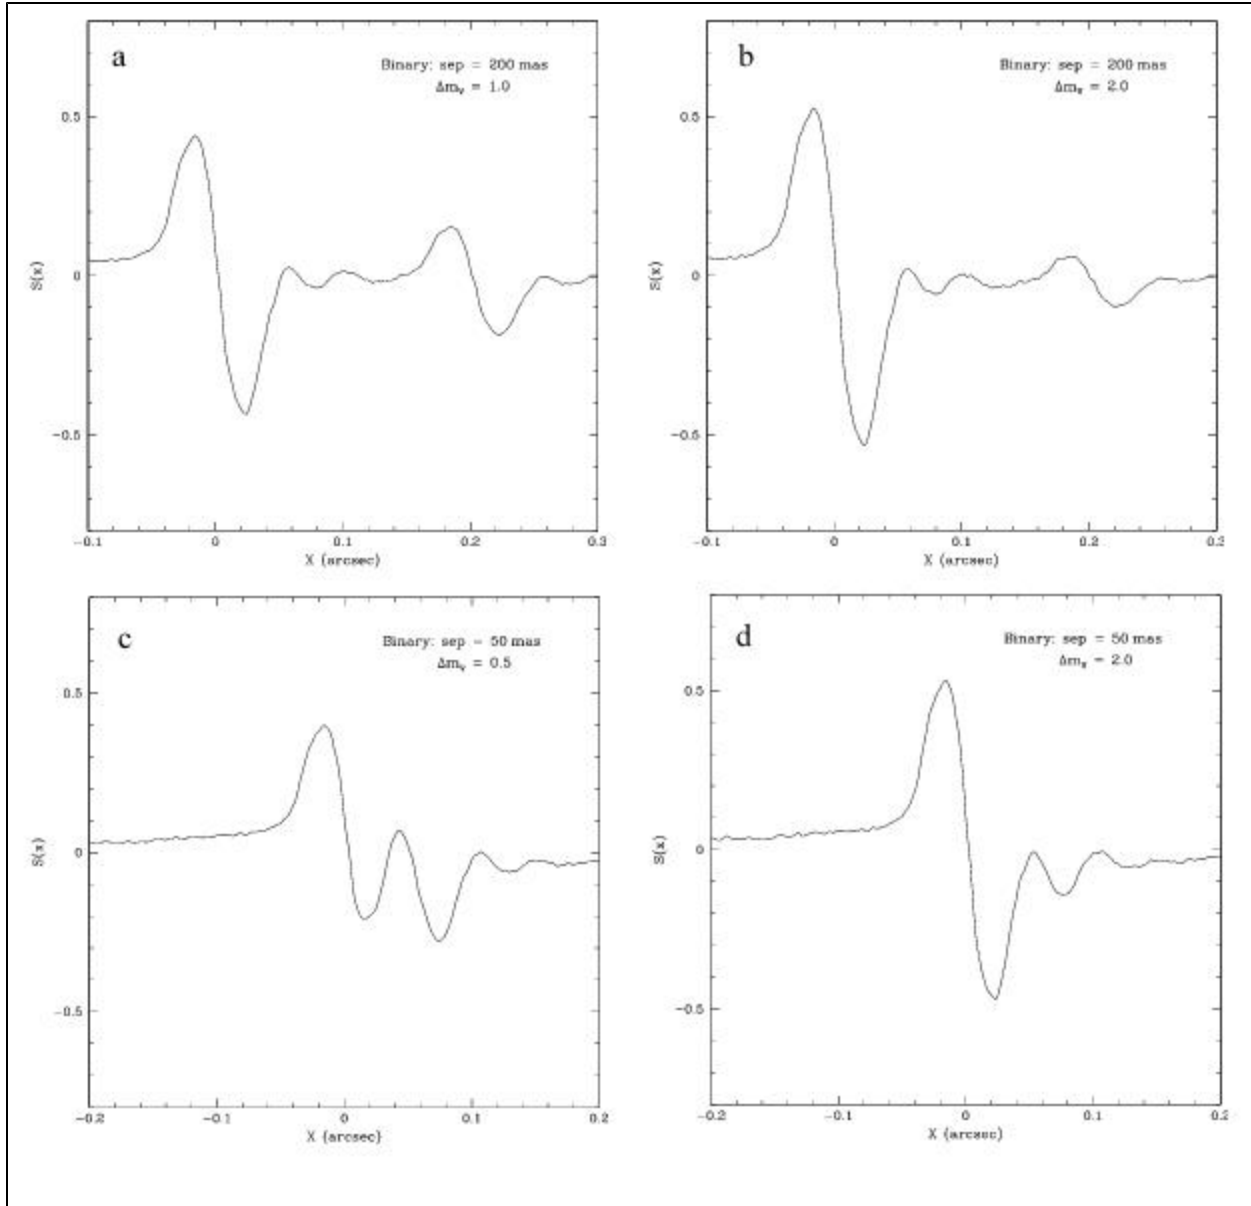 a
Binary: sep = 200 mas
Δmᵥ = 1.0
0.5
0
−0.5
S(x)
−0.1
0
0.1
0.2
0.3
X (arcsec)
b
Binary: sep = 200 mas
Δmᵥ = 2.0
0.5
0
−0.5
S(x)
−0.1
0
0.1
0.2
X (arcsec)
c
Binary: sep = 50 mas
Δmᵥ = 0.5
0.5
0
−0.5
S(x)
−0.2
−0.1
0
0.1
0.2
X (arcsec)
d
Binary: sep = 50 mas
Δmᵥ = 2.0
0.5
0
−0.5
S(x)
−0.2
−0.1
0
0.1
0.2
X (arcsec)